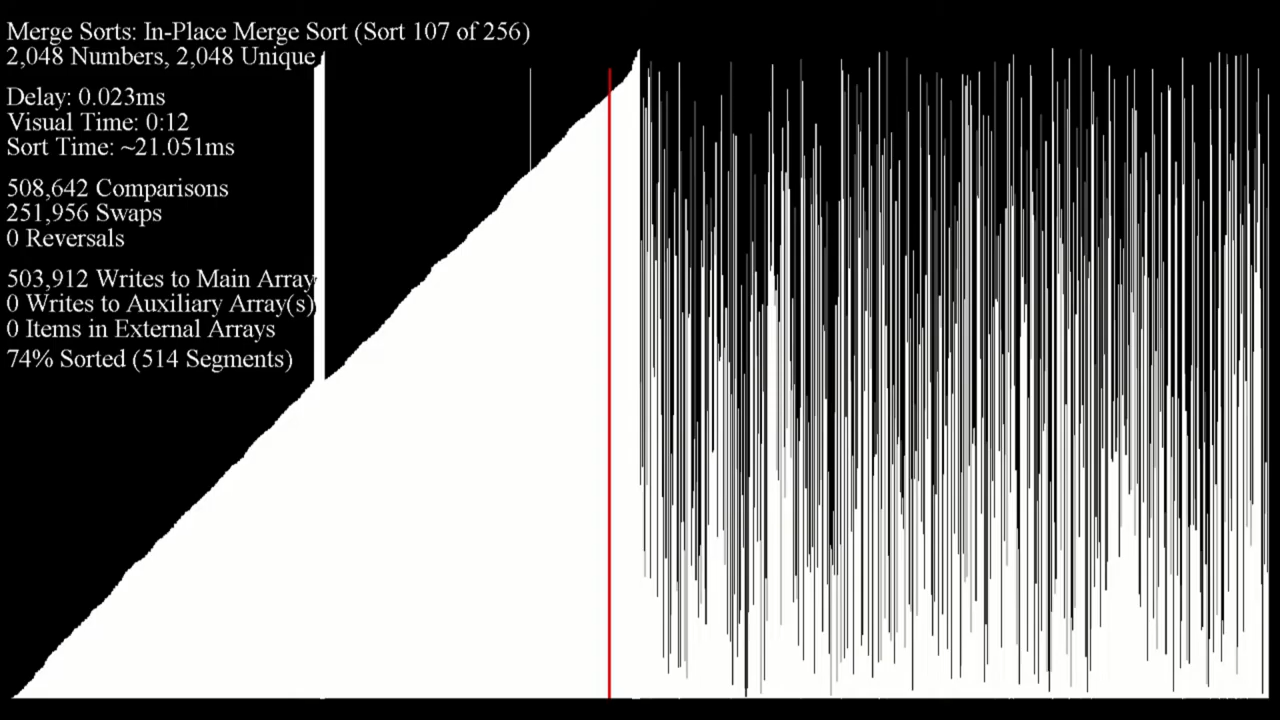 Merge Sorts: In-Place Merge Sort (Sort 107 of 256)
2,048 Numbers, 2,048 Unique
Delay: 0.023ms
Visual Time: 0:12
Sort Time: ~21.051ms
508,642 Comparisons
251,956 Swaps
0 Reversals
503,912 Writes to Main Array
0 Writes to Auxiliary Array(s)
0 Items in External Arrays
74% Sorted (514 Segments)